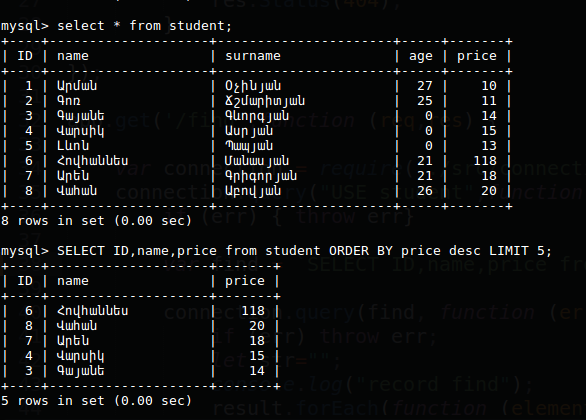 mysql> select * from student;
| ID | name | surname | age | price |
| 1 | Արման | Օչինյան | 27 | 10 |
| 2 | Գոռ | Ճշմարիտյան | 25 | 11 |
| 3 | Գայանե | Գևորգյան | 0 | 14 |
| 4 | Վարսիկ | Ասրյան | 0 | 15 |
| 5 | Լևոն | Պապյան | 0 | 13 |
| 6 | Հովհաննես | Մանասյան | 21 | 118 |
| 7 | Արեն | Գրիգորյան | 21 | 18 |
| 8 | Վահան | Աբովյան | 26 | 20 |
8 rows in set (0.00 sec)
mysql> SELECT ID,name,price from student ORDER BY price desc LIMIT 5;
| ID | name | price |
| 6 | Հովհաննես | 118 |
| 8 | Վահան | 20 |
| 7 | Արեն | 18 |
| 4 | Վարսիկ | 15 |
| 3 | Գայանե | 14 |
5 rows in set (0.00 sec)